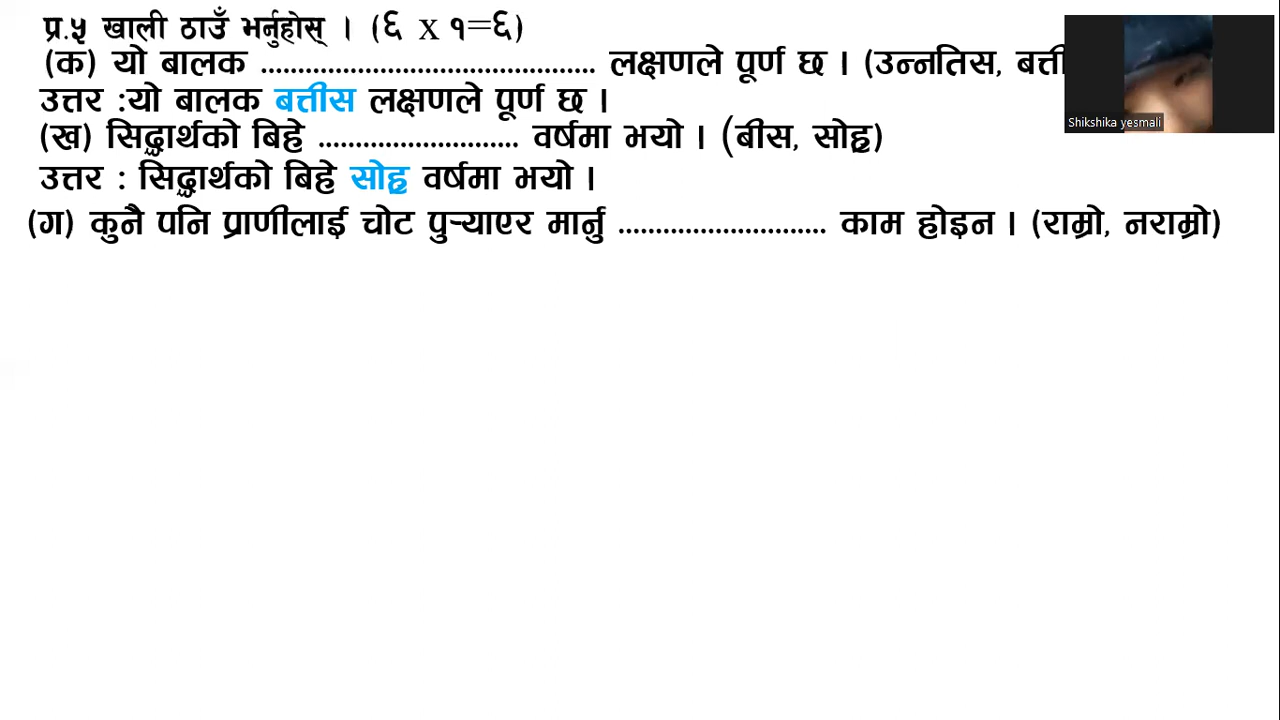 प्र.५ खाली ठाउँ भर्नुहोस् । (६ x १=६)
(क) यो बालक ............................................. लक्षणले पूर्ण छ । (उन्नतिस,
उत्तर :यो बालक बत्तीस लक्षणले पूर्ण छ ।
(ख) सिद्धार्थको बिहे ........................... वर्षमा भयो । (बीस, सोह्र)
उत्तर : सिद्धार्थको बिहे सोह्र वर्षमा भयो ।
(ग) कुनै पनि प्राणीलाई चोट पुऱ्याएर मार्नु ............................ काम होइन । (राम्रो, नराम्रो)
Shikshika yesmali